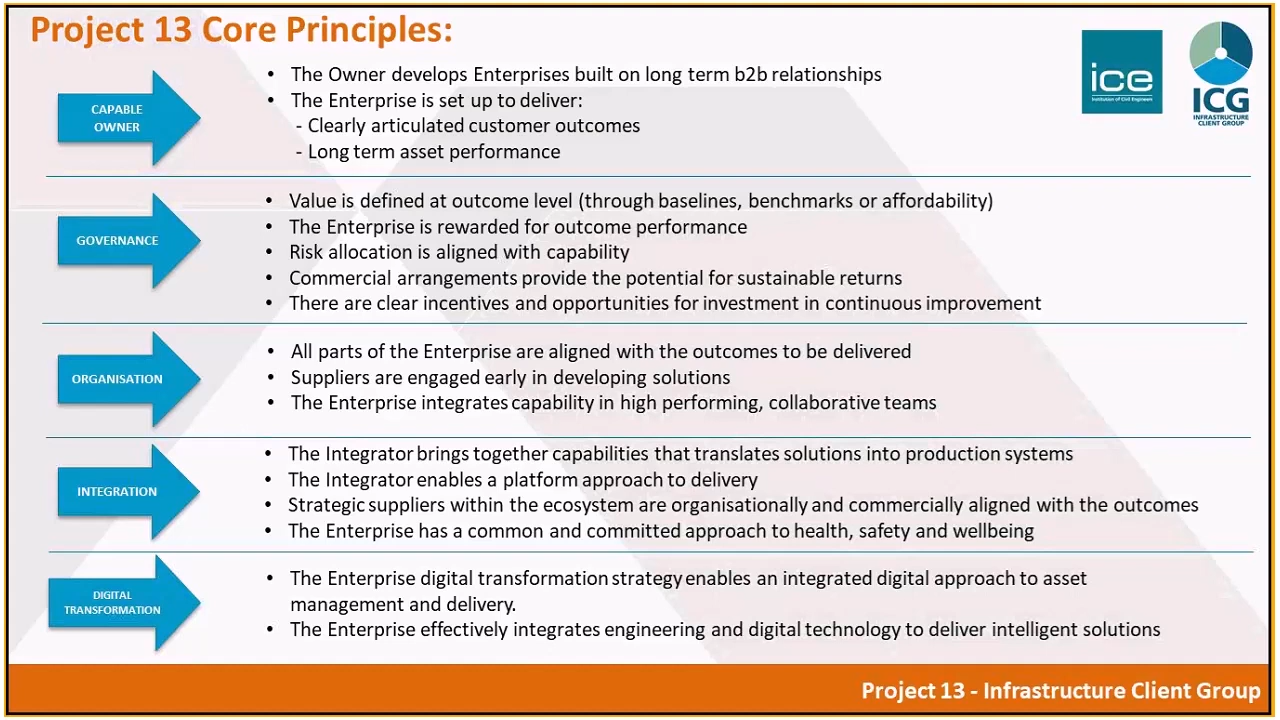 Project 13 Core Principles:
ice
Institution of Civil Engineers
ICG
INFRASTRUCTURE
CLIENT GROUP
CAPABLE
OWNER
• The Owner develops Enterprises built on long term b2b relationships
• The Enterprise is set up to deliver:
- Clearly articulated customer outcomes
- Long term asset performance
GOVERNANCE
• Value is defined at outcome level (through baselines, benchmarks or affordability)
• The Enterprise is rewarded for outcome performance
• Risk allocation is aligned with capability
• Commercial arrangements provide the potential for sustainable returns
• There are clear incentives and opportunities for investment in continuous improvement
ORGANISATION
• All parts of the Enterprise are aligned with the outcomes to be delivered
• Suppliers are engaged early in developing solutions
• The Enterprise integrates capability in high performing, collaborative teams
INTEGRATION
• The Integrator brings together capabilities that translates solutions into production systems
• The Integrator enables a platform approach to delivery
• Strategic suppliers within the ecosystem are organisationally and commercially aligned with the outcomes
• The Enterprise has a common and committed approach to health, safety and wellbeing
DIGITAL
TRANSFORMATION
• The Enterprise digital transformation strategy enables an integrated digital approach to asset
management and delivery.
• The Enterprise effectively integrates engineering and digital technology to deliver intelligent solutions
Project 13 - Infrastructure Client Group